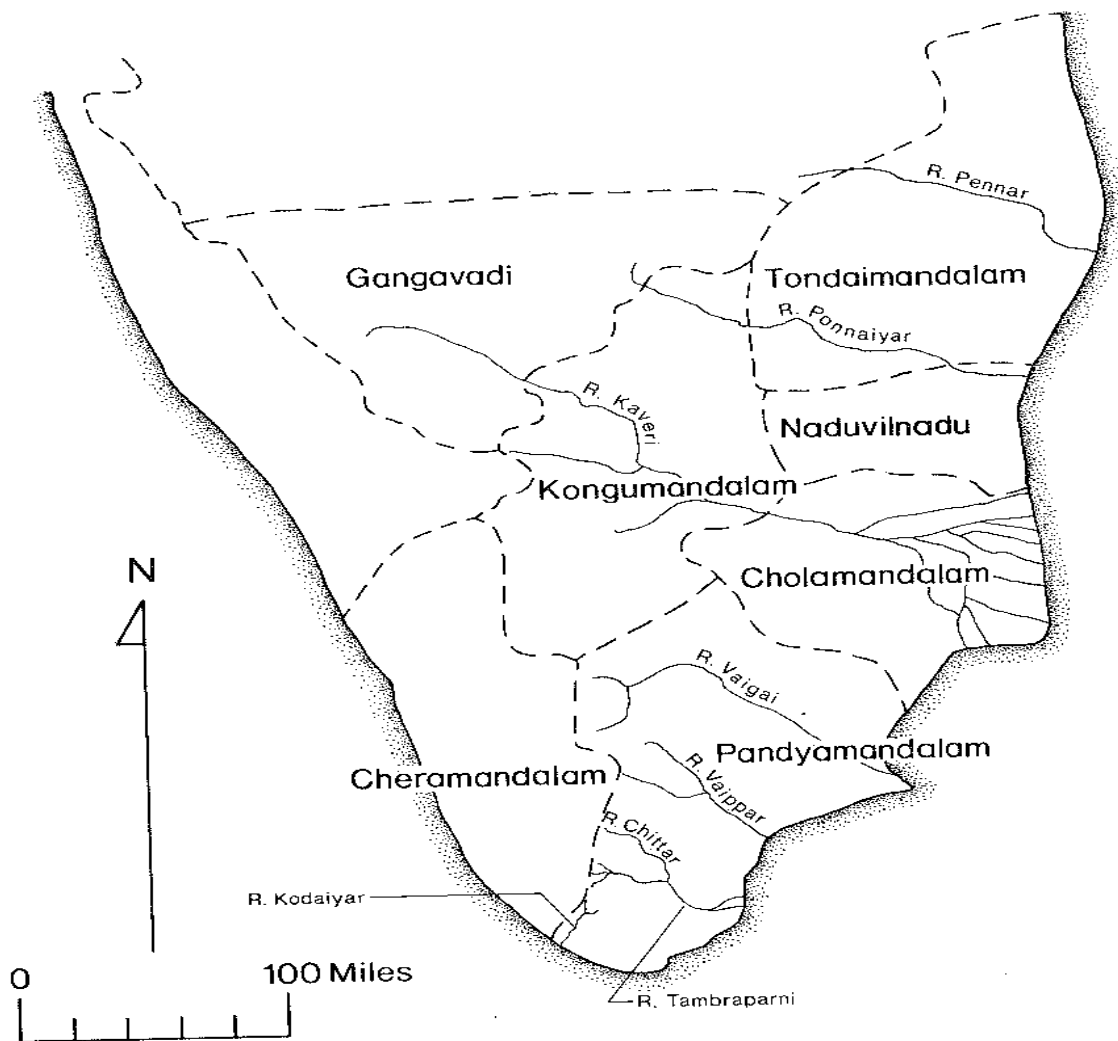 R. Pennar
Gangavadi
Tondaimandalam
R. Ponnaiyar
R. Kaveri
Naduvilnadu
Kongumandalam
N
Cholamandalam
R. Vaigai
Pandyamandalam
Cheramandalam
R. Vaippar
R. Chittar
R. Kodaiyar
0
100 Miles
R. Tambraparni